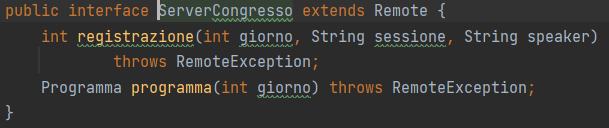 public interface ServerCongresso extends Remote {
int registrazione(int giorno, String sessione, String speaker)
throws RemoteException;
Programma programma(int giorno) throws RemoteException;
}